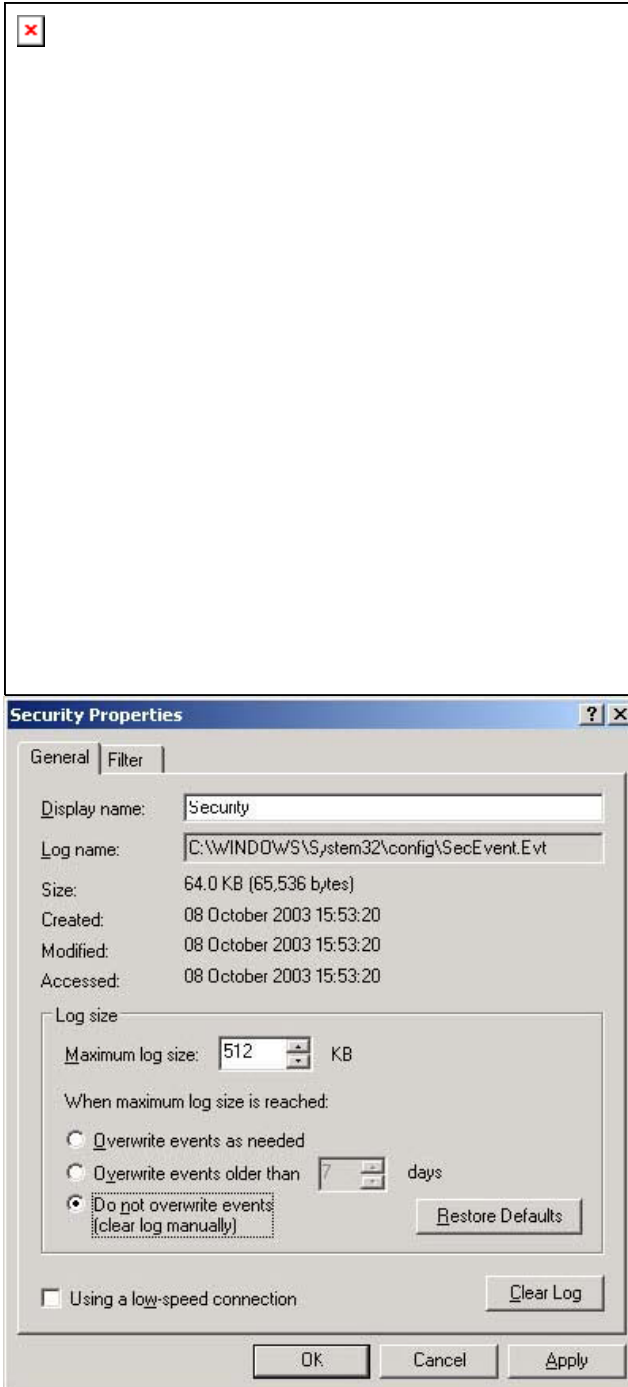 Security Properties
General
Filter
Display name: Security
Log name: C:\WINDOWS\System32\config\SecEvent.Evt
Size: 64.0 KB (65,536 bytes)
Created: 08 October 2003 15:53:20
Modified: 08 October 2003 15:53:20
Accessed: 08 October 2003 15:53:20
Log size
Maximum log size: 512 KB
When maximum log size is reached:
Overwrite events as needed
Overwrite events older than 7 days
Do not overwrite events
(clear log manually)
Restore Defaults
Using a low-speed connection
Clear Log
OK Cancel Apply